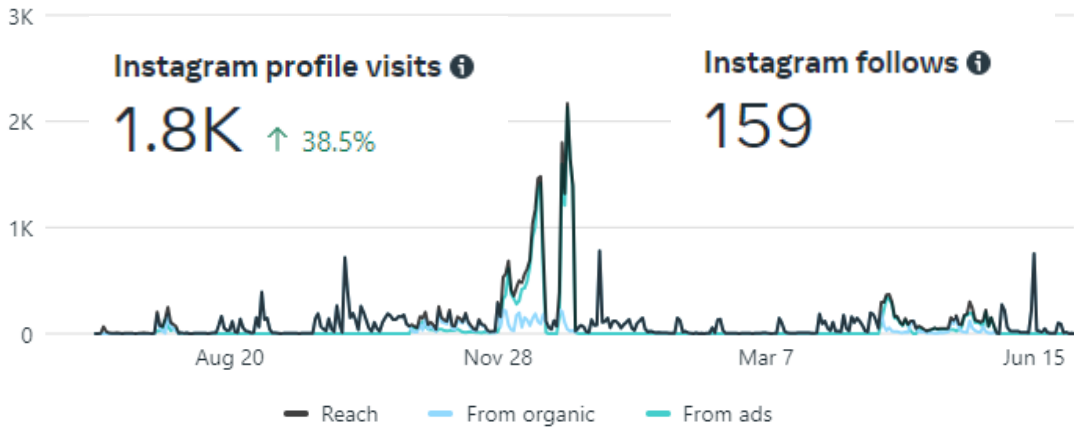 3K
Instagram profile visits
Instagram follows
1.8K ↑ 38.5%
159
2K
1K
0
Aug 20 Nov 28 Mar 7 Jun 15
Reach From organic From ads